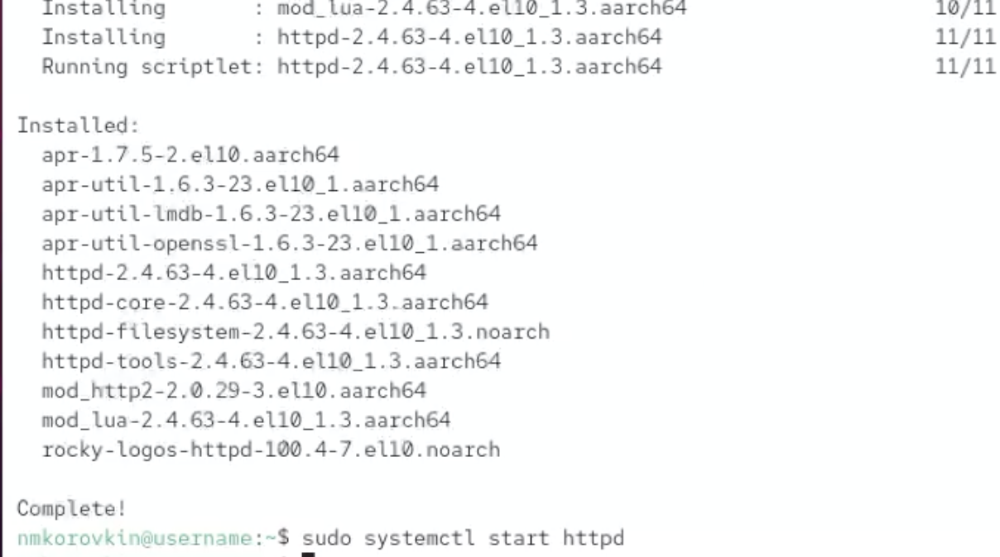 Installing : mod_lua-2.4.63-4.el10_1.3.aarch64 10/11
Installing : httpd-2.4.63-4.el10_1.3.aarch64 11/11
Running scriptlet: httpd-2.4.63-4.el10_1.3.aarch64 11/11
Installed:
apr-1.7.5-2.el10.aarch64
apr-util-1.6.3-23.el10_1.aarch64
apr-util-lmdb-1.6.3-23.el10_1.aarch64
apr-util-openssl-1.6.3-23.el10_1.aarch64
httpd-2.4.63-4.el10_1.3.aarch64
httpd-core-2.4.63-4.el10_1.3.aarch64
httpd-filesystem-2.4.63-4.el10_1.3.noarch
httpd-tools-2.4.63-4.el10_1.3.aarch64
mod_http2-2.0.29-3.el10.aarch64
mod_lua-2.4.63-4.el10_1.3.aarch64
rocky-logos-httpd-100.4-7.el10.noarch
Complete!
nmkorovkin@username:~$ sudo systemctl start httpd